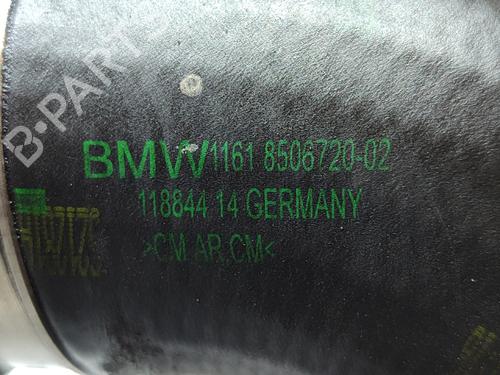 B-PARTS
BMW 1161 8506720-02
118844 14 GERMANY
>CM.AR,CM<